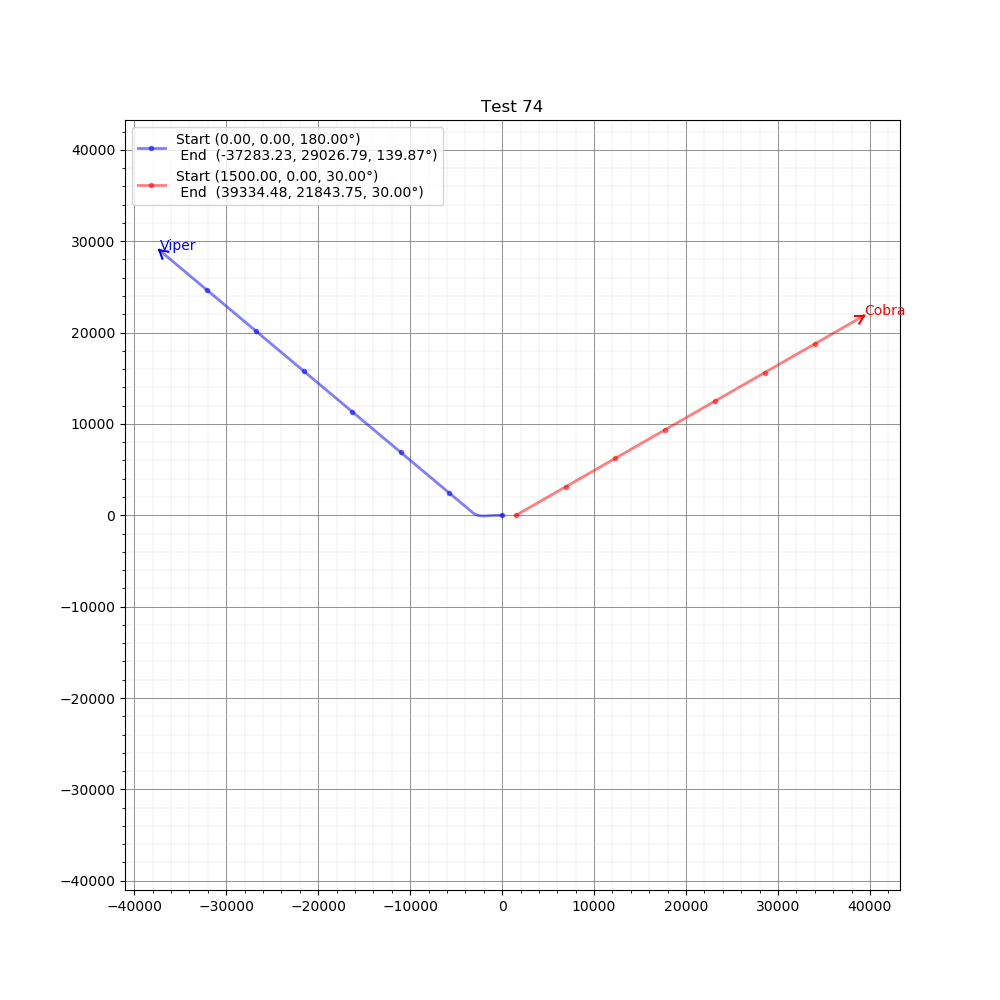 Test 74
Start (0.00, 0.00, 180.00°)
End (-37283.23, 29026.79, 139.87°)
Start (1500.00, 0.00, 30.00°)
End (39334.48, 21843.75, 30.00°)
40000
30000
20000
10000
0
−10000
−20000
−30000
−40000
Viper
Cobra
−40000 −30000 −20000 −10000 0 10000 20000 30000 40000